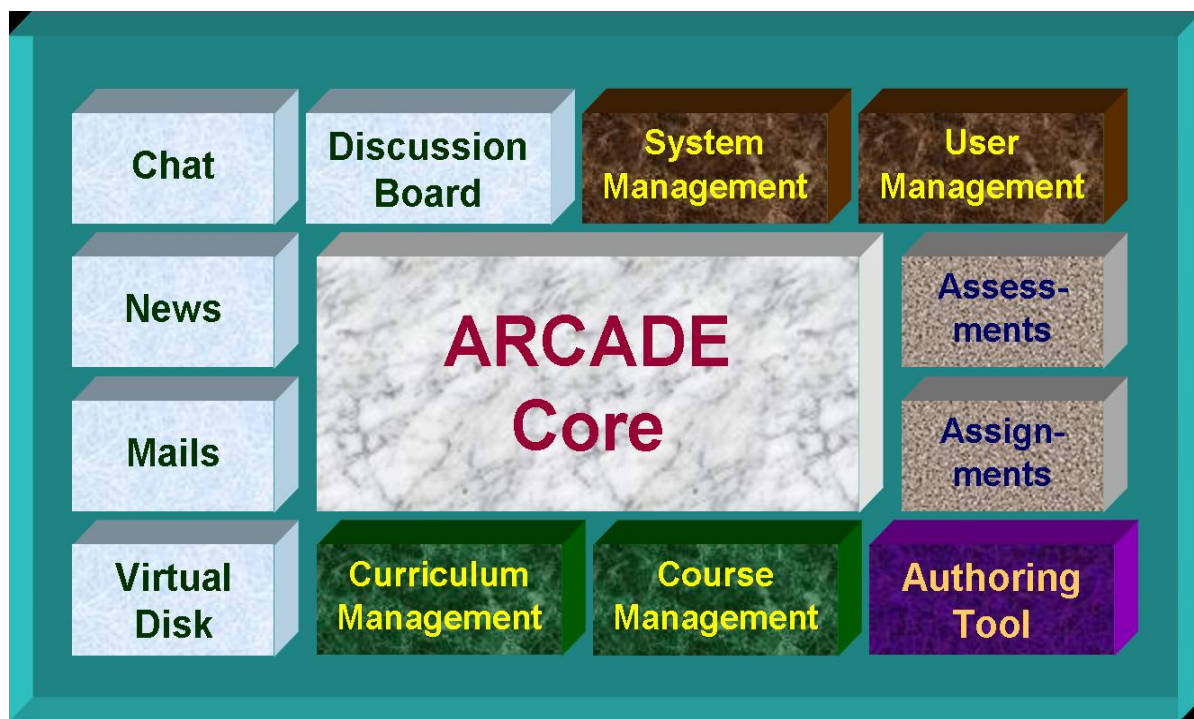 Chat
Discussion
Board
System
Management
User
Management
News
ARCADE
Core
Assess-
ments
Mails
Assign-
ments
Virtual
Disk
Curriculum
Management
Course
Management
Authoring
Tool